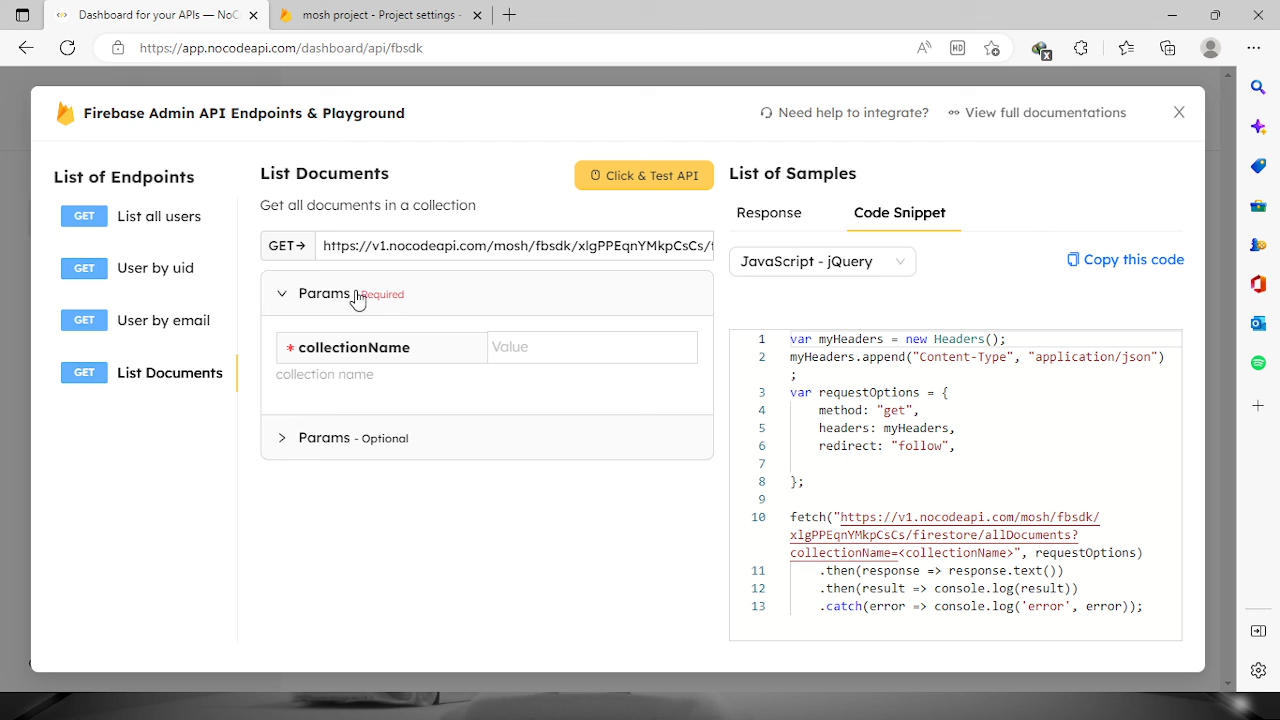 Dashboard for your APIs — NoC
mosh project - Project settings -
https://app.nocodeapi.com/dashboard/api/fbsdk
HD
x
Firebase Admin API Endpoints & Playground
Need help to integrate?
View full documentations
List of Endpoints
GET List all users
GET User by uid
GET User by email
GET List Documents
List Documents
Click & Test API
Get all documents in a collection
GET→ https://v1.nocodeapi.com/mosh/fbsdk/xlgPPEqnYMkpCsCs/
Params - Required
* collectionName Value
collection name
Params - Optional
List of Samples
Response Code Snippet
JavaScript - jQuery
Copy this code
1 var myHeaders = new Headers();
2 myHeaders.append("Content-Type", "application/json")
;
3 var requestOptions = {
4 method: "get",
5 headers: myHeaders,
6 redirect: "follow",
7
8 };
9
10 fetch("https://v1.nocodeapi.com/mosh/fbsdk/
xlgPPEqnYMkpCsCs/firestore/allDocuments?
collectionName=<collectionName>", requestOptions)
11 .then(response => response.text())
12 .then(result => console.log(result))
13 .catch(error => console.log('error', error));